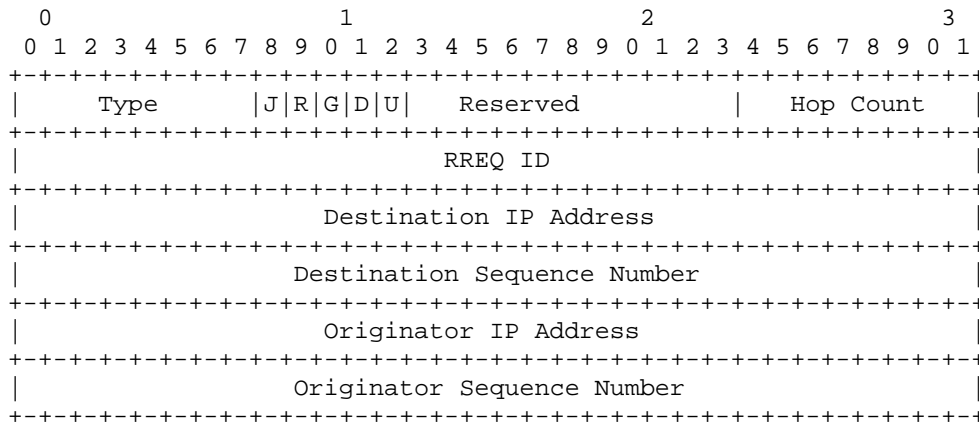 0                   1                   2                   3
0 1 2 3 4 5 6 7 8 9 0 1 2 3 4 5 6 7 8 9 0 1 2 3 4 5 6 7 8 9 0 1
+-+-+-+-+-+-+-+-+-+-+-+-+-+-+-+-+-+-+-+-+-+-+-+-+-+-+-+-+-+-+-+-+
|     Type      |J|R|G|D|U|   Reserved          |   Hop Count   |
+-+-+-+-+-+-+-+-+-+-+-+-+-+-+-+-+-+-+-+-+-+-+-+-+-+-+-+-+-+-+-+-+
|                            RREQ ID                            |
+-+-+-+-+-+-+-+-+-+-+-+-+-+-+-+-+-+-+-+-+-+-+-+-+-+-+-+-+-+-+-+-+
|                    Destination IP Address                     |
+-+-+-+-+-+-+-+-+-+-+-+-+-+-+-+-+-+-+-+-+-+-+-+-+-+-+-+-+-+-+-+-+
|                  Destination Sequence Number                  |
+-+-+-+-+-+-+-+-+-+-+-+-+-+-+-+-+-+-+-+-+-+-+-+-+-+-+-+-+-+-+-+-+
|                    Originator IP Address                      |
+-+-+-+-+-+-+-+-+-+-+-+-+-+-+-+-+-+-+-+-+-+-+-+-+-+-+-+-+-+-+-+-+
|                  Originator Sequence Number                   |
+-+-+-+-+-+-+-+-+-+-+-+-+-+-+-+-+-+-+-+-+-+-+-+-+-+-+-+-+-+-+-+-+